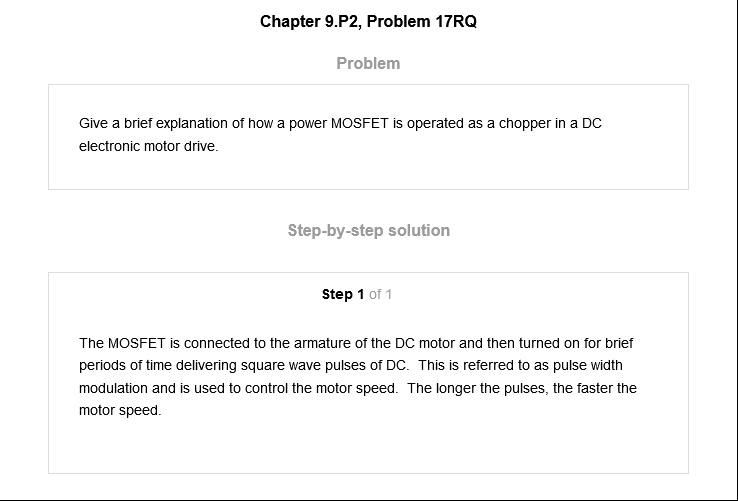 Chapter 9.P2, Problem 17RQ
Problem
Give a brief explanation of how a power MOSFET is operated as a chopper in a DC
electronic motor drive.
Step-by-step solution
Step 1 of 1
The MOSFET is connected to the armature of the DC motor and then turned on for brief
periods of time delivering square wave pulses of DC.  This is referred to as pulse width
modulation and is used to control the motor speed.  The longer the pulses, the faster the
motor speed.